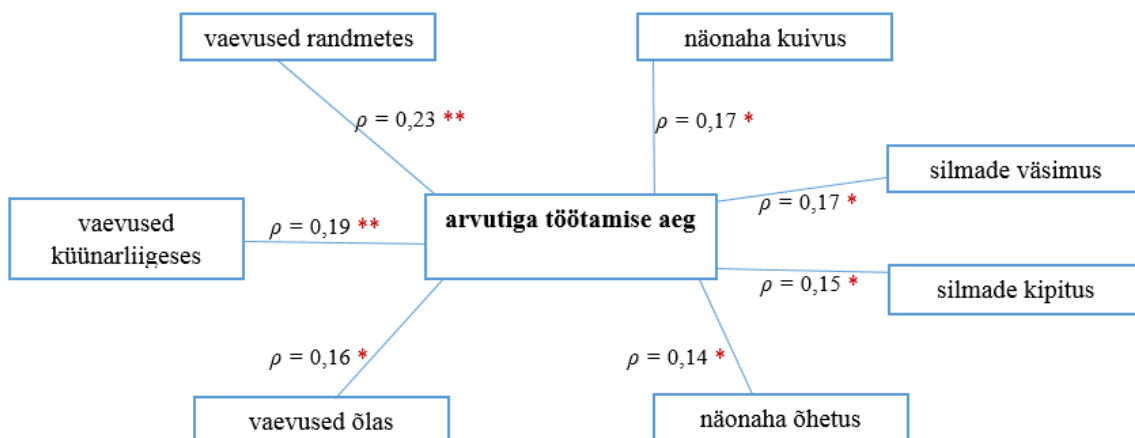 vaevused randmetes
näonaha kuivus
ρ = 0,23 **
ρ = 0,17 *
silmade väsimus
ρ = 0,17 *
arvutiga töötamise aeg
vaevused
küünarliigeses
ρ = 0,19 **
ρ = 0,15 *
silmade kipitus
ρ = 0,16 *
ρ = 0,14 *
vaevused õlas
näonaha õhetus